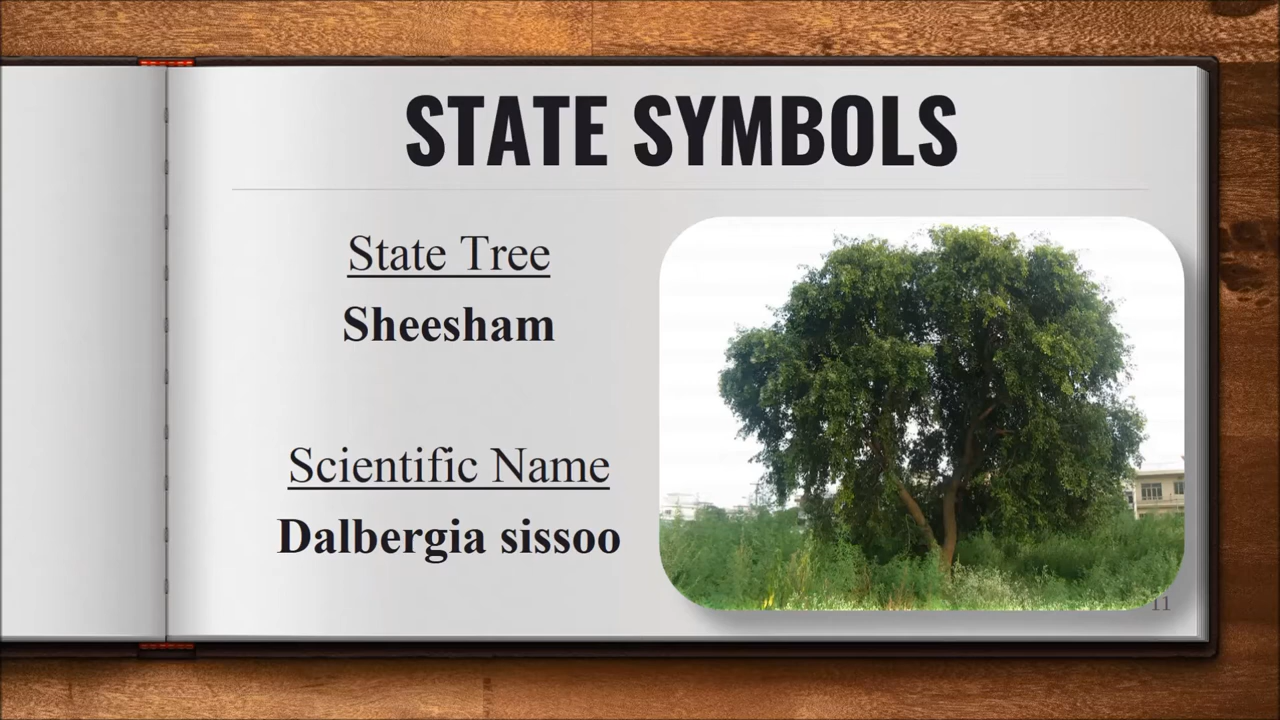 STATE SYMBOLS
State Tree
Sheesham
Scientific Name
Dalbergia sissoo
11